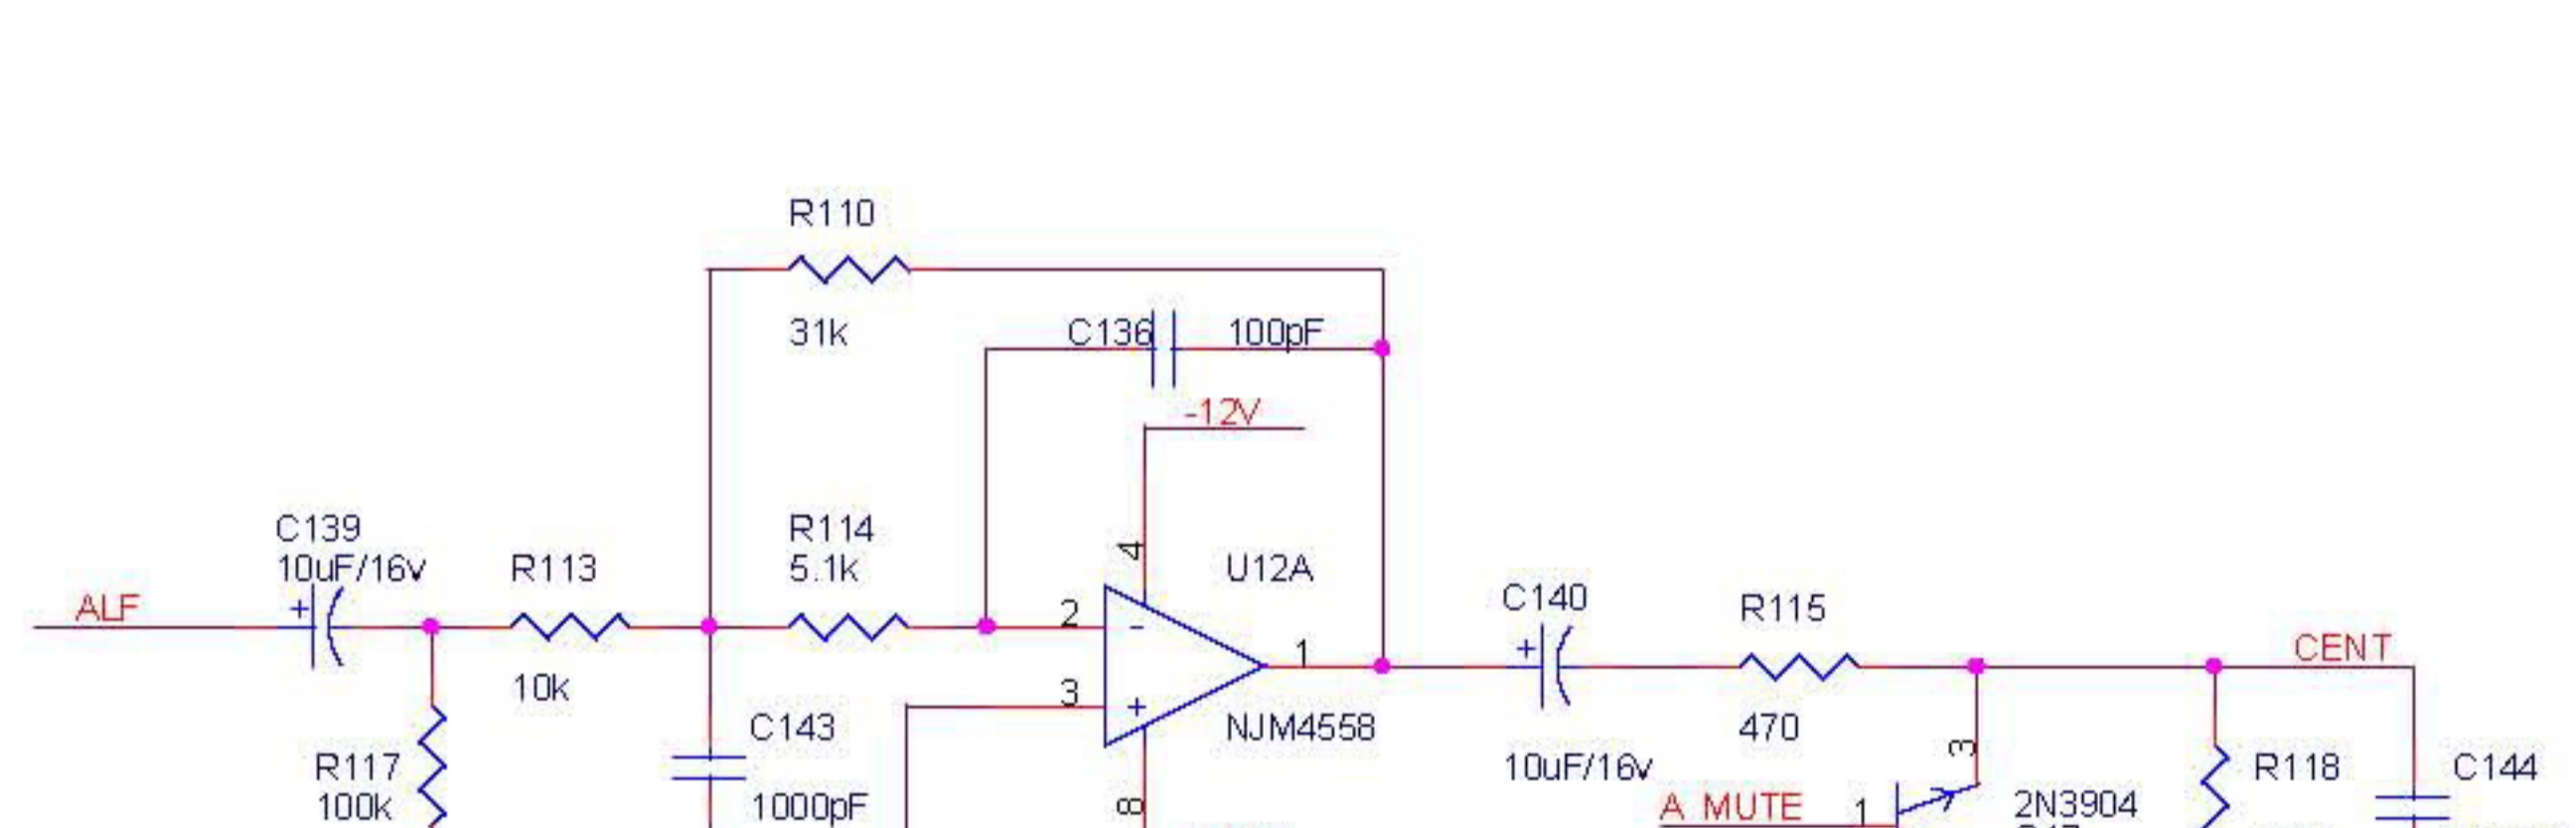 R110
31k
C136
100pF
-12V
4
C139
10uF/16v
ALF
+
R113
10k
R114
5.1k
2
-
3
+
U12A
1
NJM4558
8
C140
+
10uF/16v
R115
470
CENT
R117
100k
C143
1000pF
A_MUTE
1
3
2N3904
R118
C144